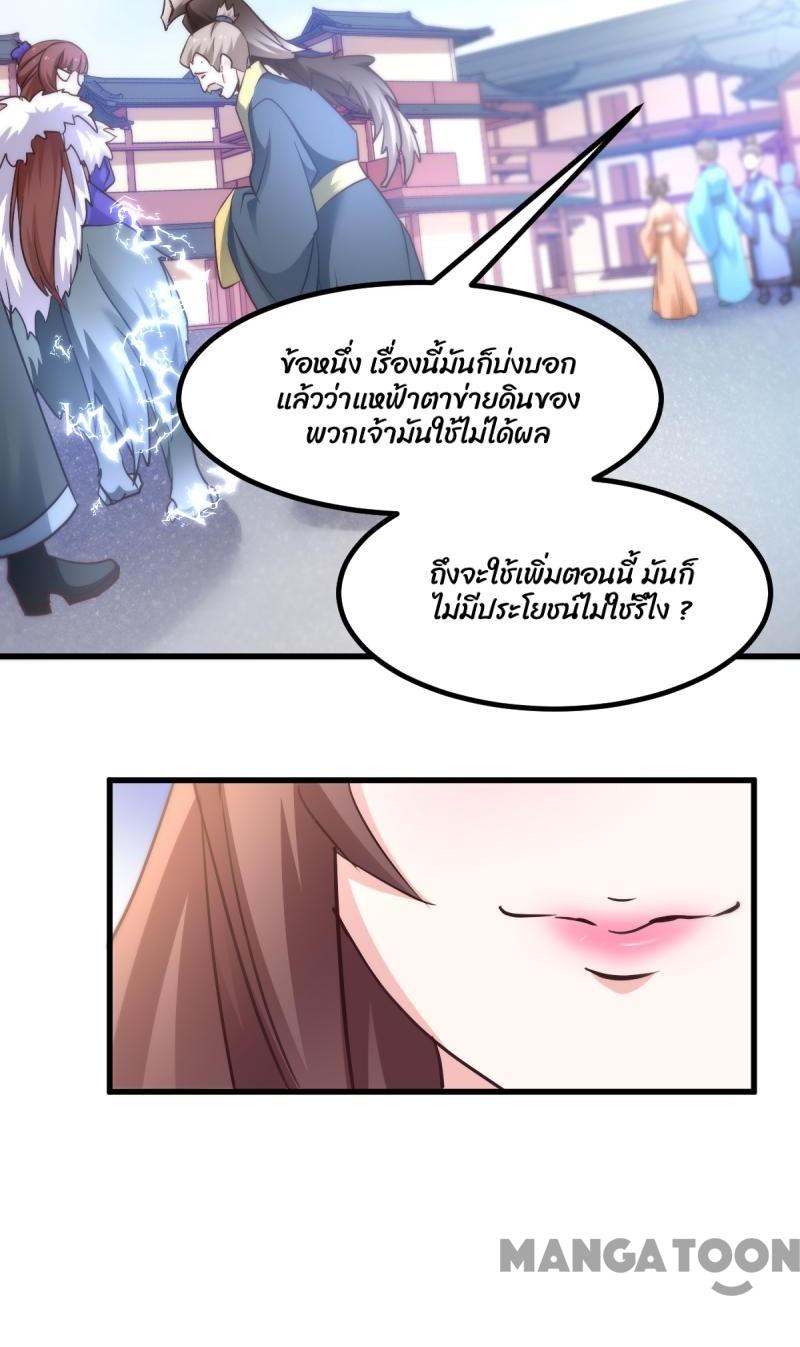 ข้อหนึ่ง เรื่องนี้มันก็บ่งบอก
แล้วว่าแหฟ้าตาข่ายดินของ
พวกเจ้ามันใช้ไม่ได้ผล
ถึงจะใช้เพิ่มตอนนี้ มันก็
ไม่มีประโยชน์ไม่ใช่รึไง ?
MANGATOON